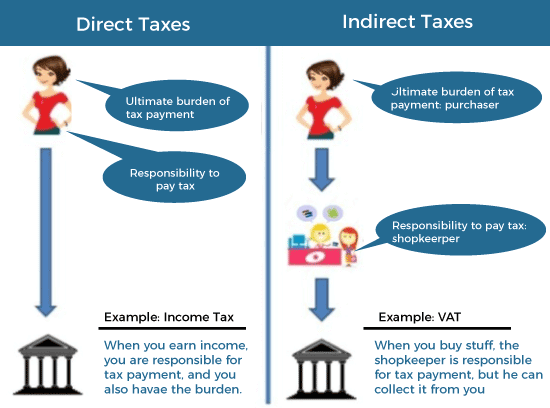 Direct Taxes
Ultimate burden of
tax payment
Responsibility to
pay tax
Example: Income Tax
When you earn income,
you are responsible for
tax payment, and you
also havae the burden.
Indirect Taxes
Ultimate burden of tax
payment: purchaser
Responsibility to pay tax:
shopkeerper
Example: VAT
When you buy stuff, the
shopkeeper is responsible
for tax payment, but he can
collect it from you